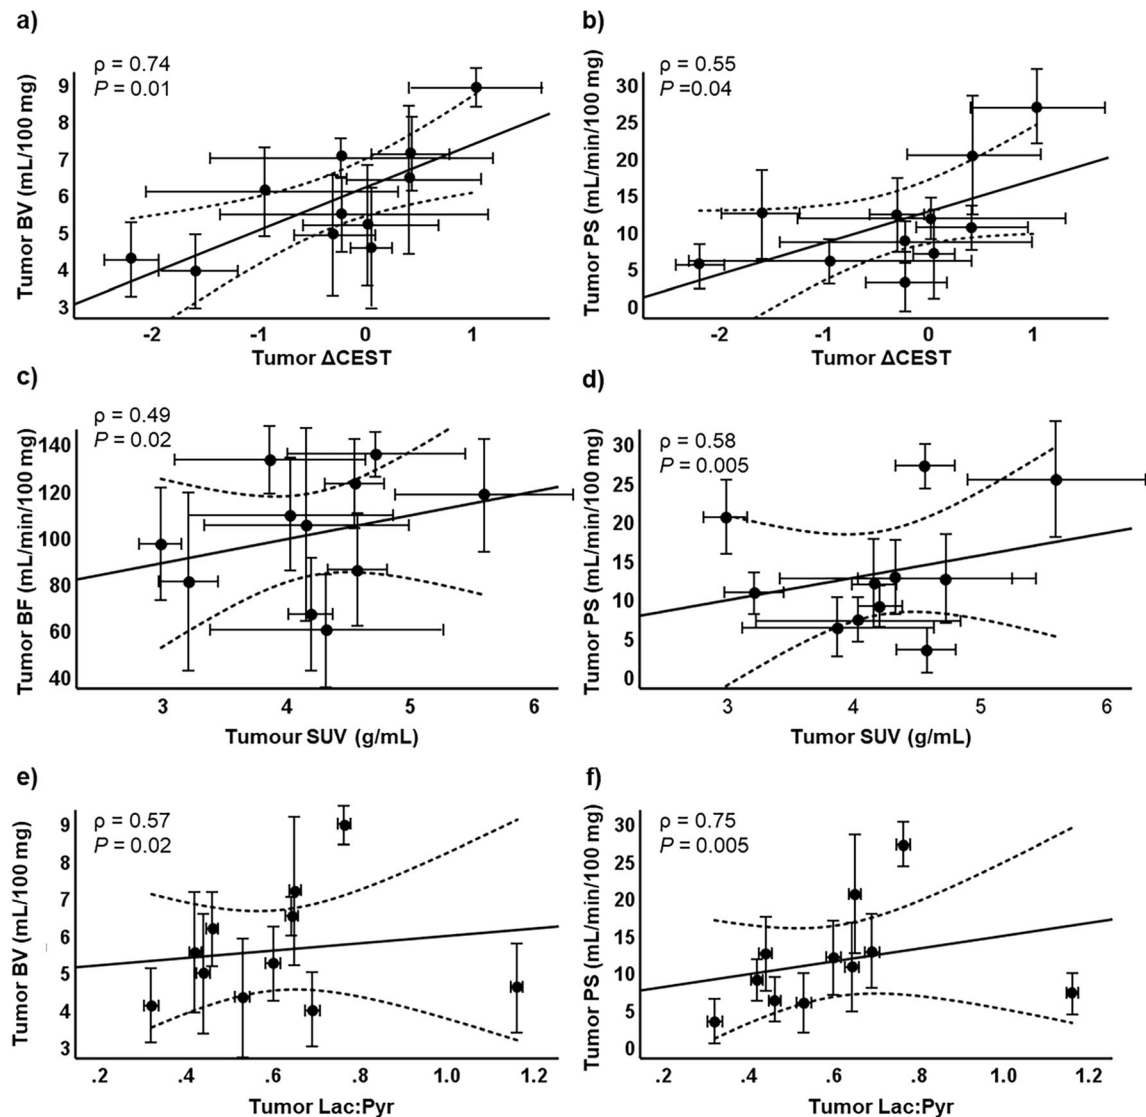 a)
ρ = 0.74
P = 0.01
Tumor BV (mL/100 mg)
9
8
7
6
5
4
3
-2 -1 0 1
Tumor ΔCEST
b)
ρ = 0.55
P =0.04
Tumor PS (mL/min/100 mg)
30
25
20
15
10
5
0
-2 -1 0 1
Tumor ΔCEST
c)
ρ = 0.49
P = 0.02
Tumor BF (mL/min/100 mg)
140
120
100
80
60
40
3 4 5 6
Tumour SUV (g/mL)
d)
ρ = 0.58
P = 0.005
Tumor PS (mL/min/100 mg)
30
25
20
15
10
5
0
3 4 5 6
Tumor SUV (g/mL)
e)
ρ = 0.57
P = 0.02
Tumor BV (mL/100 mg)
9
8
7
6
5
4
3
.2 .4 .6 .8 1.0 1.2
Tumor Lac:Pyr
f)
ρ = 0.75
P = 0.005
Tumor PS (mL/min/100 mg)
30
25
20
15
10
5
0
.2 .4 .6 .8 1.0 1.2
Tumor Lac:Pyr